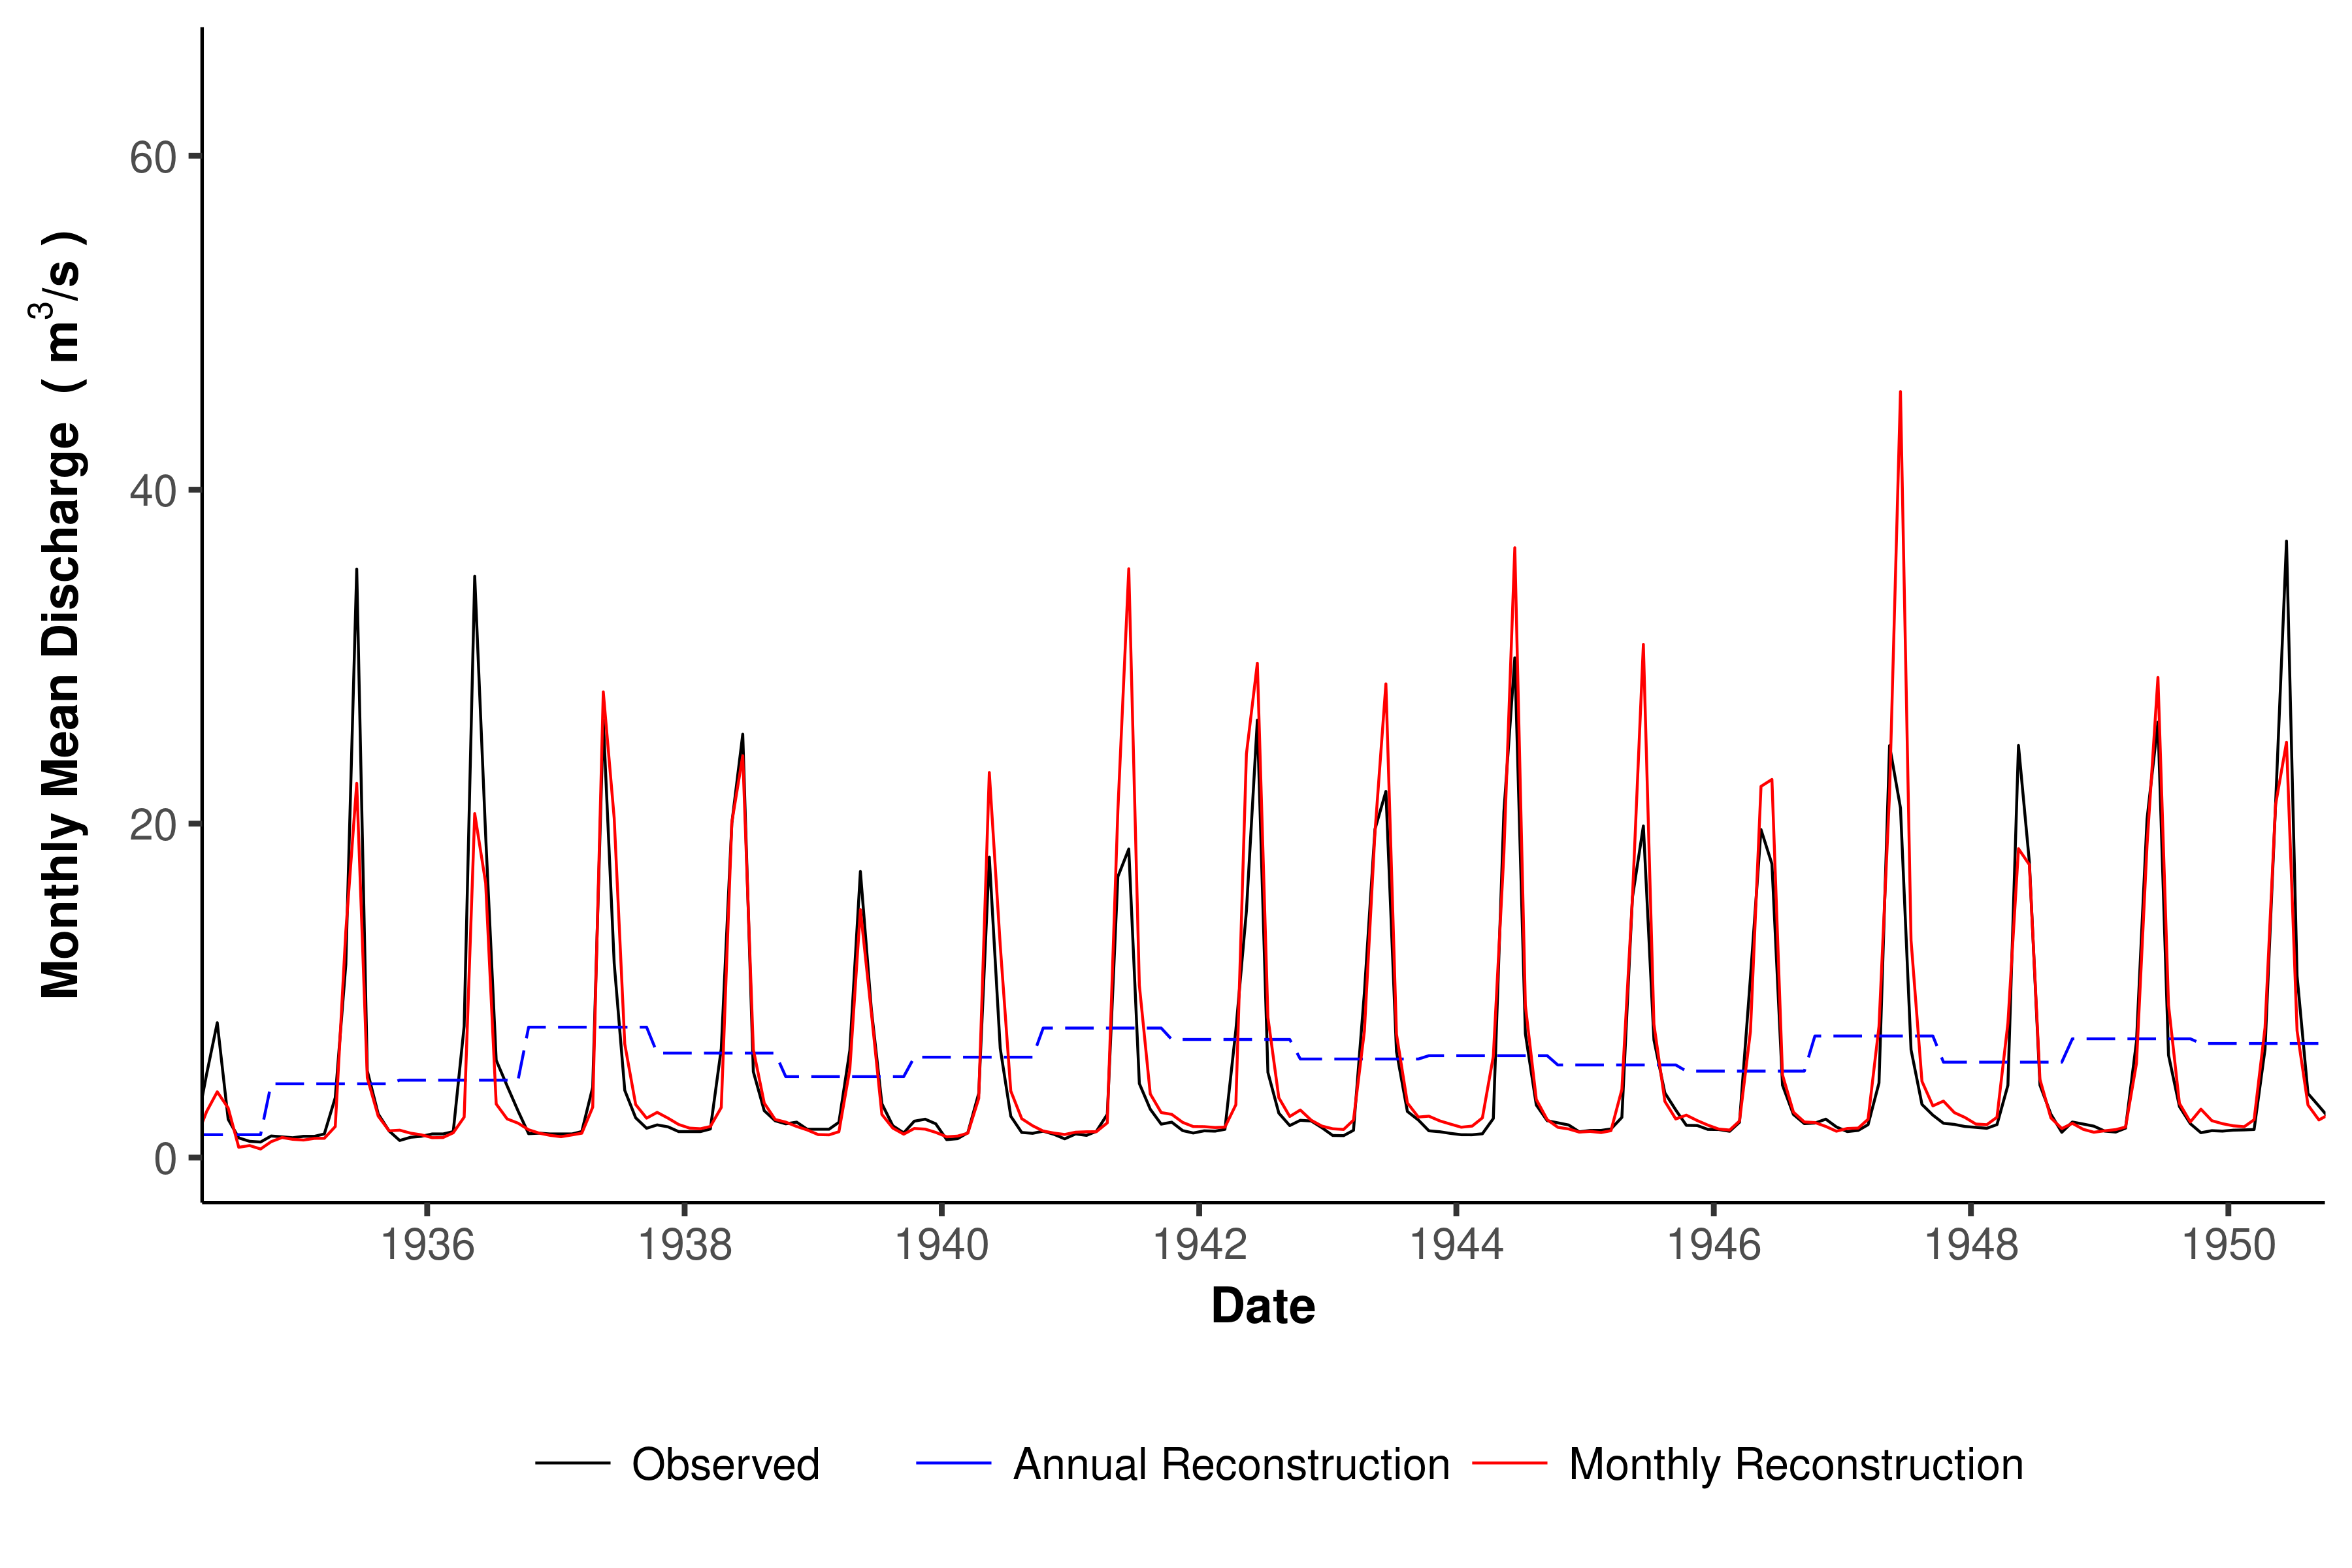 Monthly Mean Discharge ( m³/s )
60
40
20
0
1936 1938 1940 1942 1944 1946 1948 1950
Date
Observed Annual Reconstruction Monthly Reconstruction